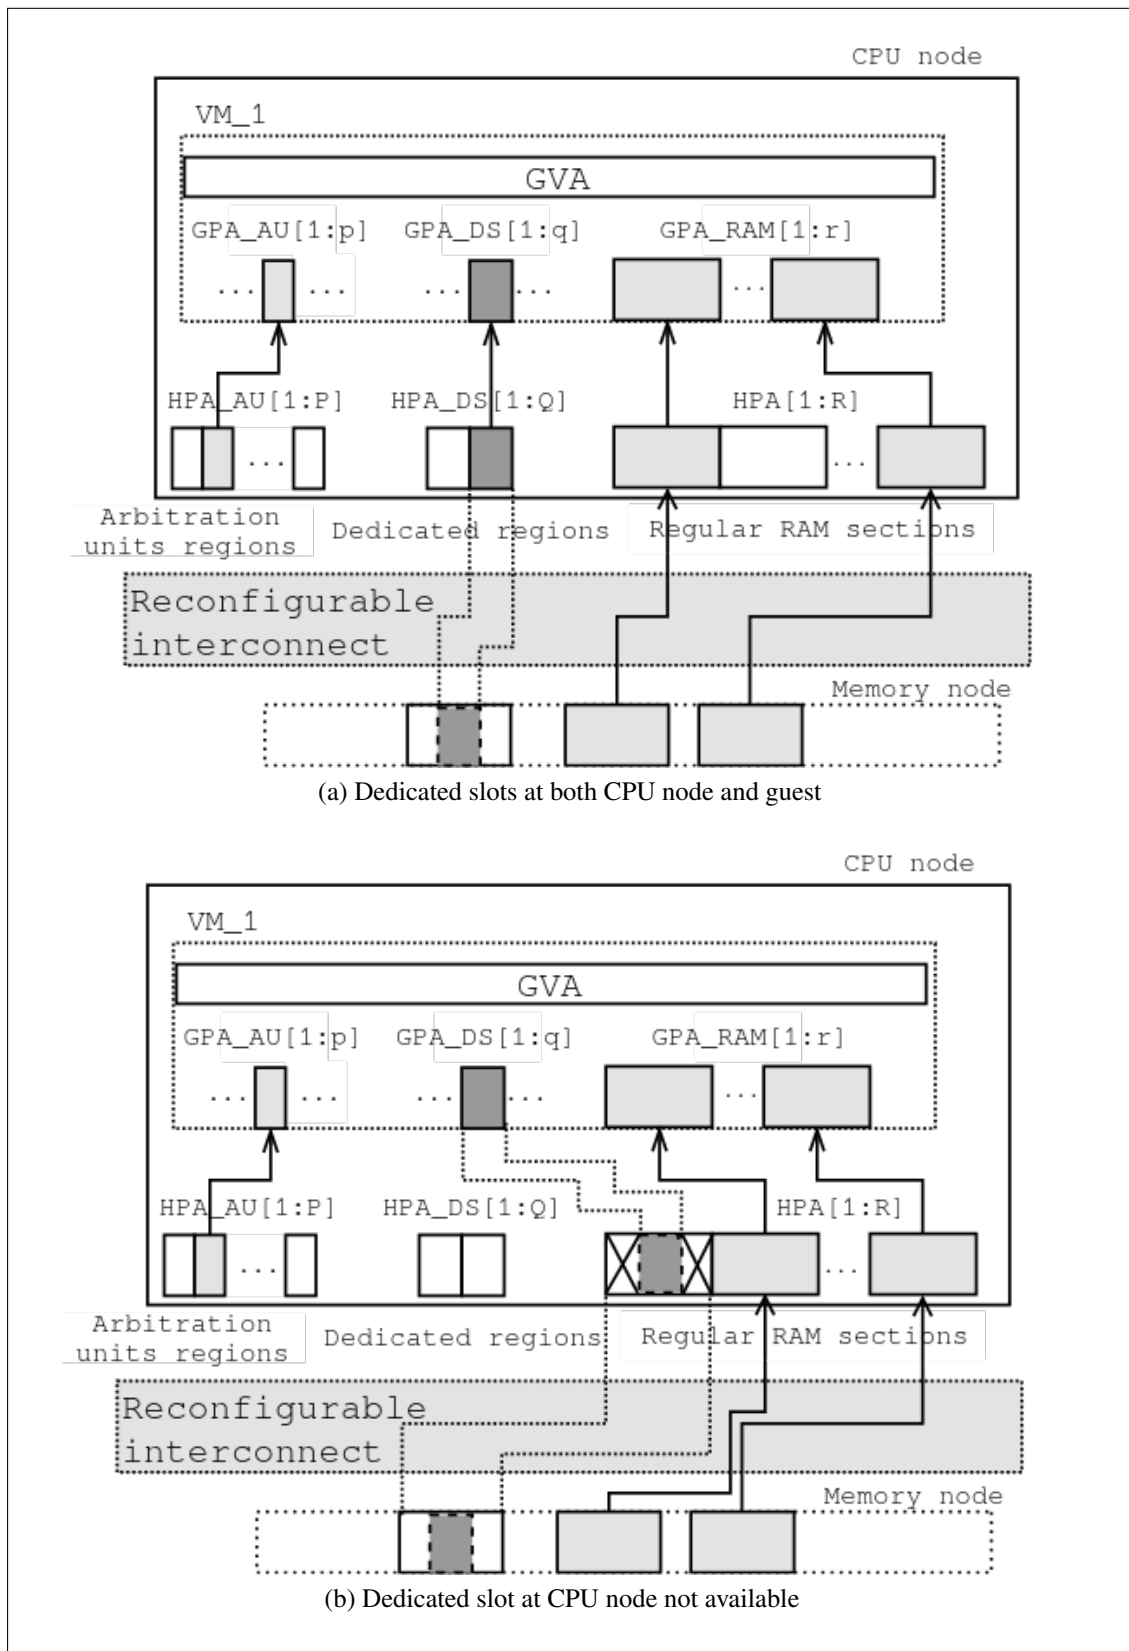 CPU node
VM_1
GVA
GPA_AU[1:p] GPA_DS[1:q] GPA_RAM[1:r]
... ... ... ... ...
HPA_AU[1:P] HPA_DS[1:Q] HPA[1:R]
... ...
Arbitration
units regions Dedicated regions Regular RAM sections
Reconfigurable
interconnect
Memory node
(a) Dedicated slots at both CPU node and guest
CPU node
VM_1
GVA
GPA_AU[1:p] GPA_DS[1:q] GPA_RAM[1:r]
... ... ... ... ...
HPA_AU[1:P] HPA_DS[1:Q] HPA[1:R]
... ...
Arbitration
units regions Dedicated regions Regular RAM sections
Reconfigurable
interconnect
Memory node
(b) Dedicated slot at CPU node not available